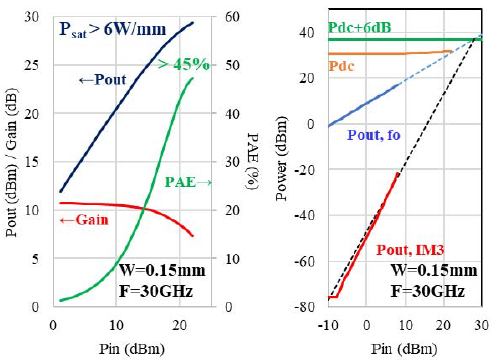 P_sat > 6W/mm
>45%
←Pout
PAE→
←Gain
W=0.15mm
F=30GHz
30
25
20
15
10
5
0
Pout (dBm) / Gain (dB)
60
50
40
30
20
10
0
PAE (%)
0
10
20
Pin (dBm)
Pdc+6dB
Pdc
Pout, fo
Pout, IM3
W=0.15mm
F=30GHz
40
20
0
-20
-40
-60
-80
Power (dBm)
-10
0
10
20
30
Pin (dBm)